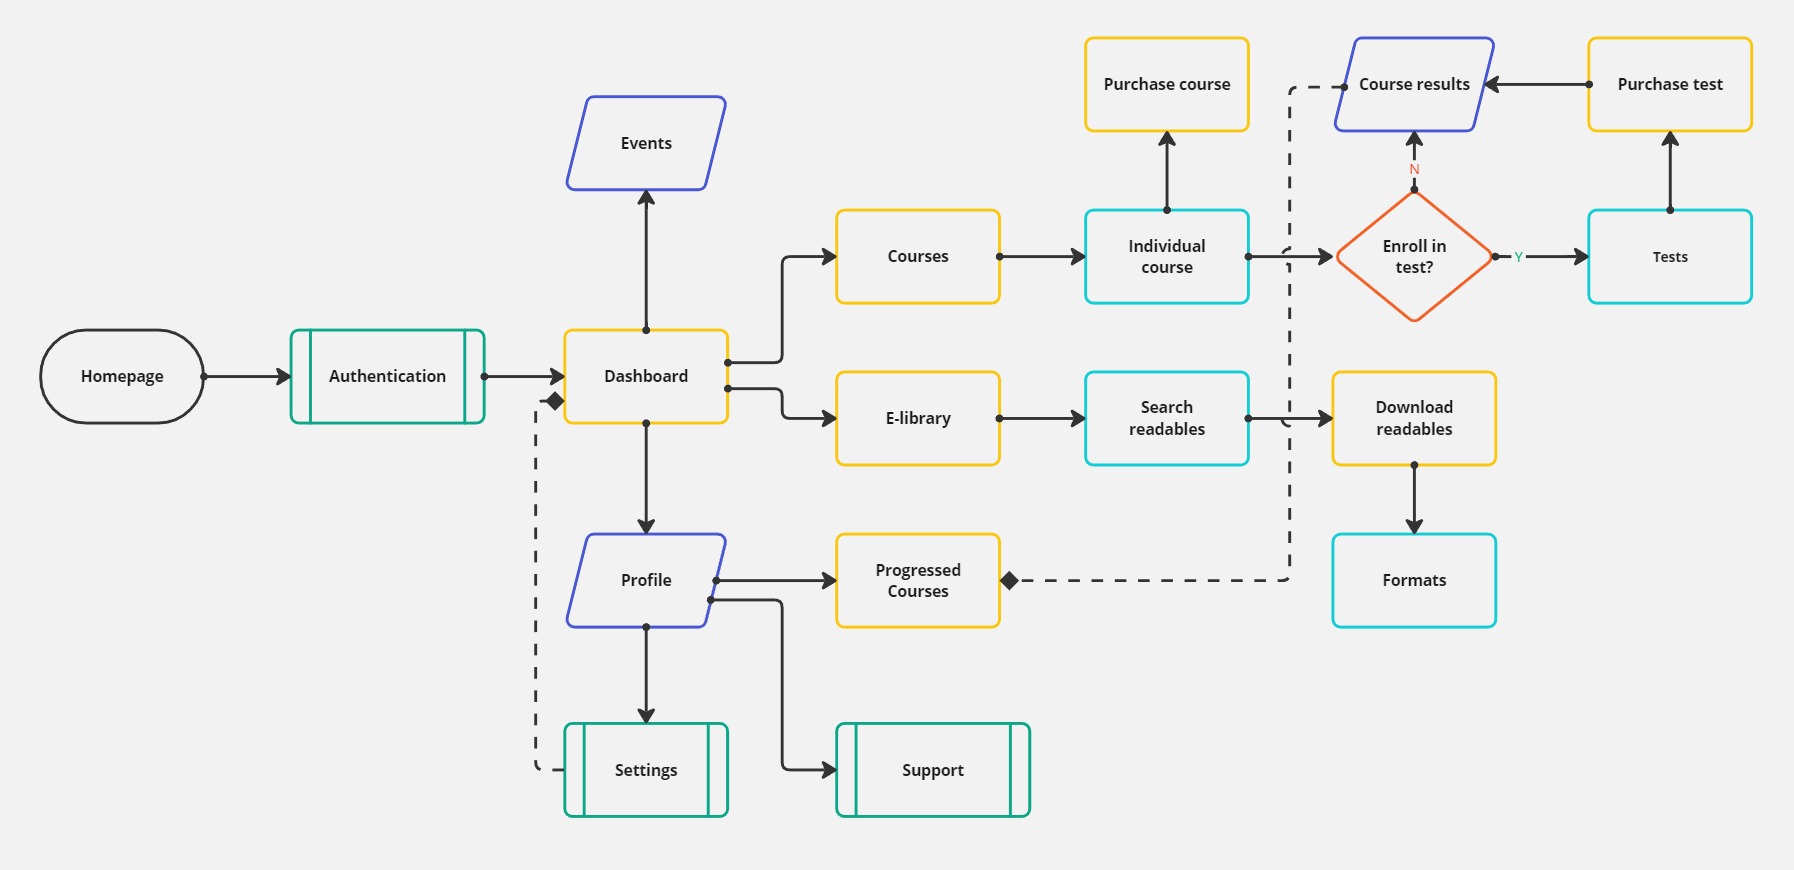 Purchase course
Course results
Purchase test
Events
N
Courses
Individual
course
Enroll in
test?
Y
Tests
Homepage
Authentication
Dashboard
E-library
Search
readables
Download
readables
Profile
Progressed
Courses
Formats
Settings
Support